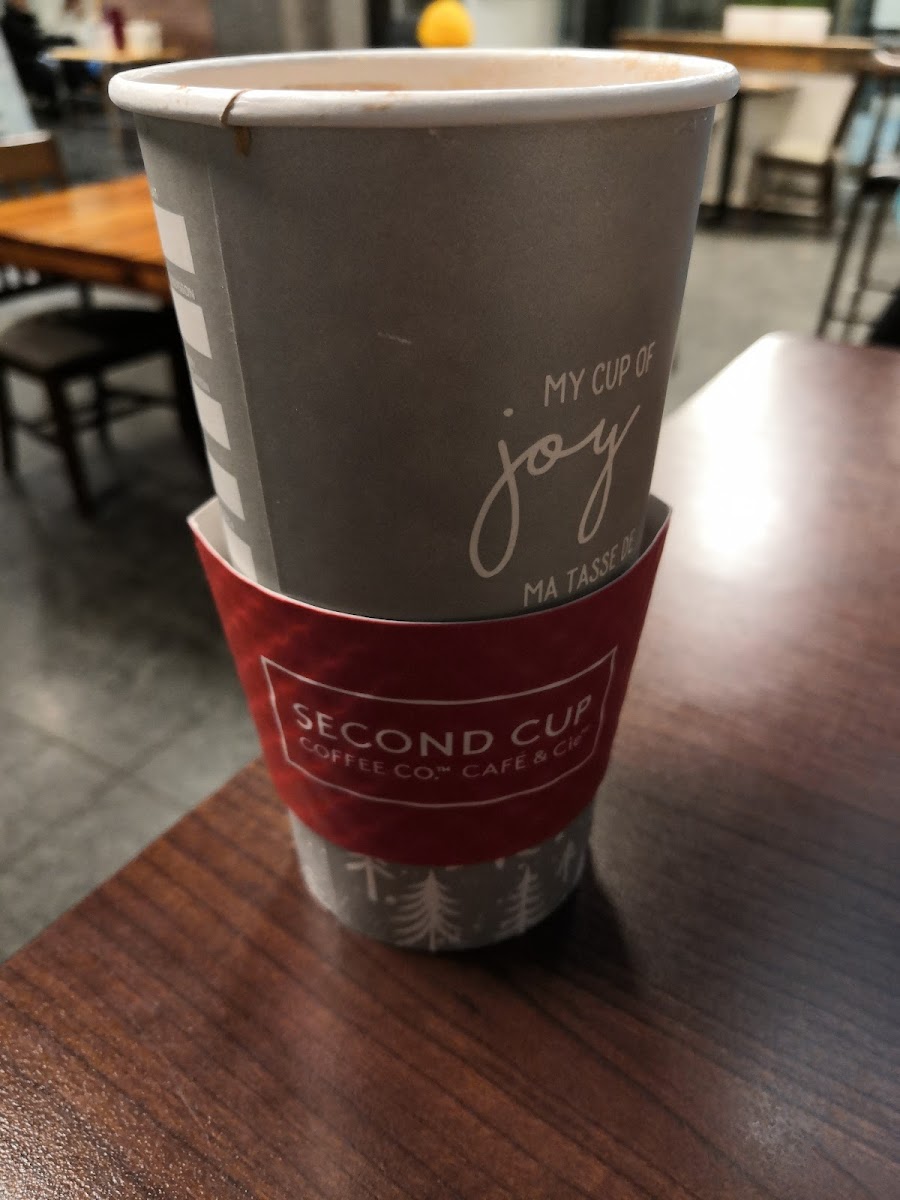 MY CUP OF
joy
MA TASSE DE
SECOND CUP
COFFEE CO.™ CAFÉ & Cie™